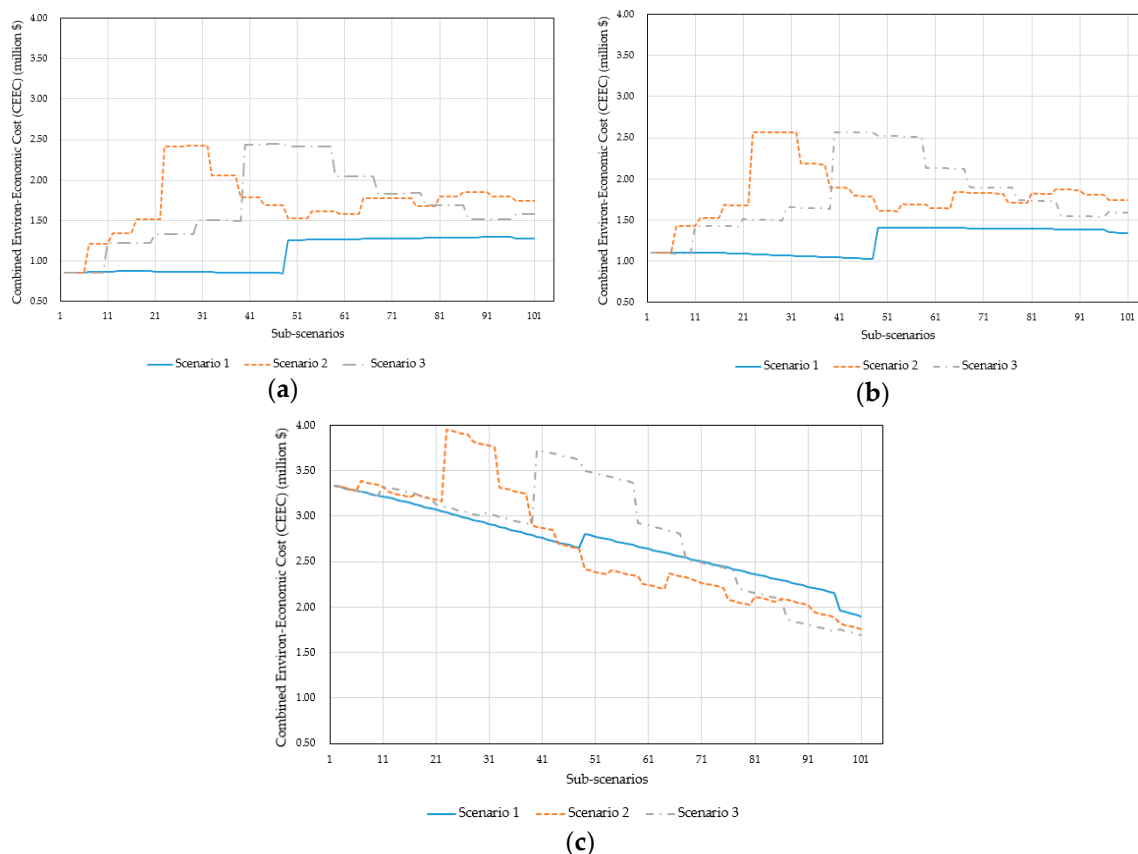 Combined Environ-Economic Cost (CEEC) (million $)
4.00
3.50
3.00
2.50
2.00
1.50
1.00
0.50
1 11 21 31 41 51 61 71 81 91 101
Sub-scenarios
Scenario 1 Scenario 2 Scenario 3
(a)
Combined Environ-Economic Cost (CEEC) (million $)
4.00
3.50
3.00
2.50
2.00
1.50
1.00
0.50
1 11 21 31 41 51 61 71 81 91 101
Sub-scenarios
Scenario 1 Scenario 2 Scenario 3
(b)
Combined Environ-Economic Cost (CEEC) (million $)
4.00
3.50
3.00
2.50
2.00
1.50
1.00
0.50
1 11 21 31 41 51 61 71 81 91 101
Sub-scenarios
Scenario 1 Scenario 2 Scenario 3
(c)